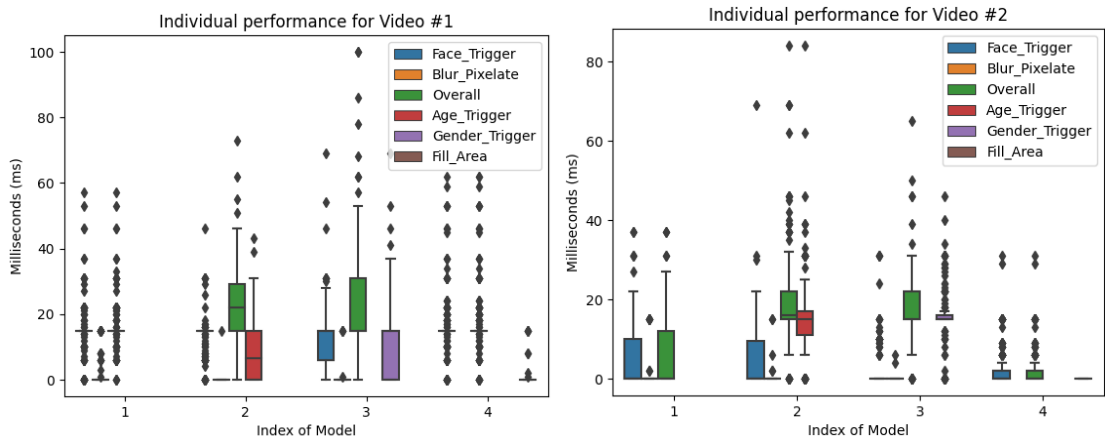 Individual performance for Video #1
Milliseconds (ms)
100
80
60
40
20
0
Face_Trigger
Blur_Pixelate
Overall
Age_Trigger
Gender_Trigger
Fill_Area
1 2 3 4
Index of Model
Individual performance for Video #2
Milliseconds (ms)
80
60
40
20
0
Face_Trigger
Blur_Pixelate
Overall
Age_Trigger
Gender_Trigger
Fill_Area
1 2 3 4
Index of Model